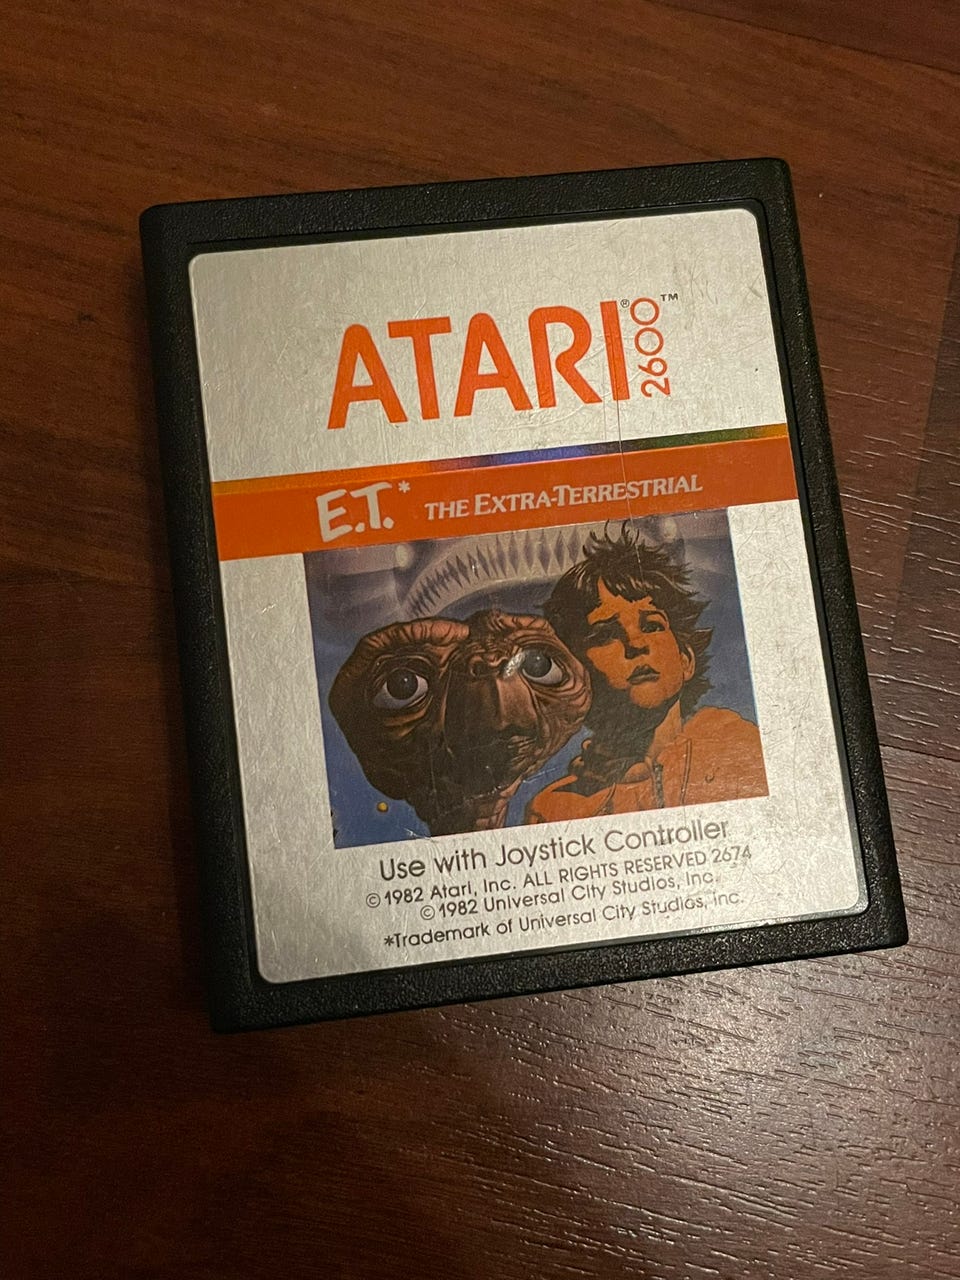 ATARI® 2600™
E.T.* THE EXTRA-TERRESTRIAL
Use with Joystick Controller
©1982 Atari, Inc. ALL RIGHTS RESERVED 2674
©1982 Universal City Studios, Inc.
*Trademark of Universal City Studios, Inc.